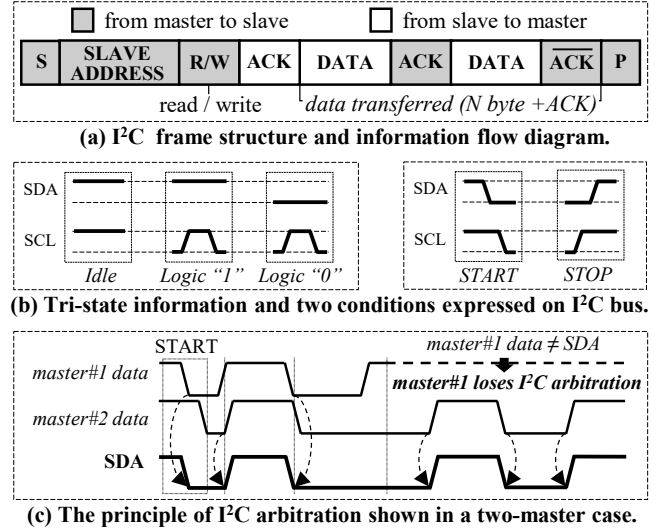 from master to slave from slave to master
S SLAVE ADDRESS R/W ACK DATA ACK DATA A̅C̅K̅ P
read / write data transferred (N byte +ACK)
(a) I²C frame structure and information flow diagram.
SDA SDA
SCL SCL
Idle Logic “1” Logic “0” START STOP
(b) Tri-state information and two conditions expressed on I²C bus.
START master#1 data ≠ SDA
master#1 data master#1 loses I²C arbitration
master#2 data
SDA
(c) The principle of I²C arbitration shown in a two-master case.